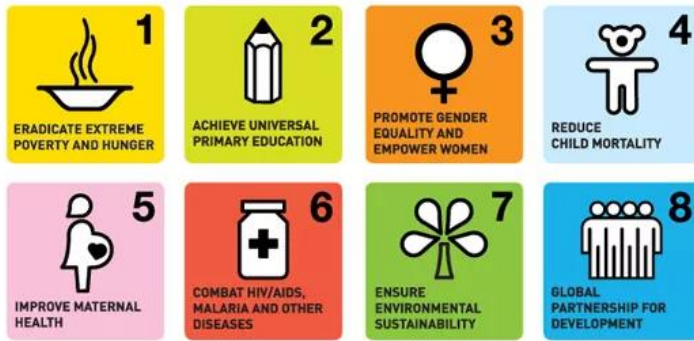 1
ERADICATE EXTREME
POVERTY AND HUNGER
2
ACHIEVE UNIVERSAL
PRIMARY EDUCATION
3
PROMOTE GENDER
EQUALITY AND
EMPOWER WOMEN
4
REDUCE
CHILD MORTALITY
5
IMPROVE MATERNAL
HEALTH
6
COMBAT HIV/AIDS,
MALARIA AND OTHER
DISEASES
7
ENSURE
ENVIRONMENTAL
SUSTAINABILITY
8
GLOBAL
PARTNERSHIP FOR
DEVELOPMENT